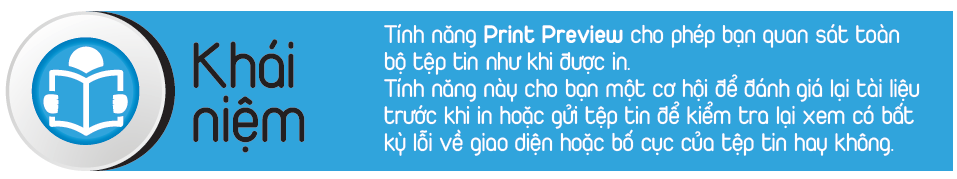 Khái
niệm
Tính năng Print Preview cho phép bạn quan sát toàn
bộ tệp tin như khi được in.
Tính năng này cho bạn một cơ hội để đánh giá lại tài liệu
trước khi in hoặc gửi tệp tin để kiểm tra lại xem có bất
kỳ lỗi về giao diện hoặc bố cục của tệp tin hay không.